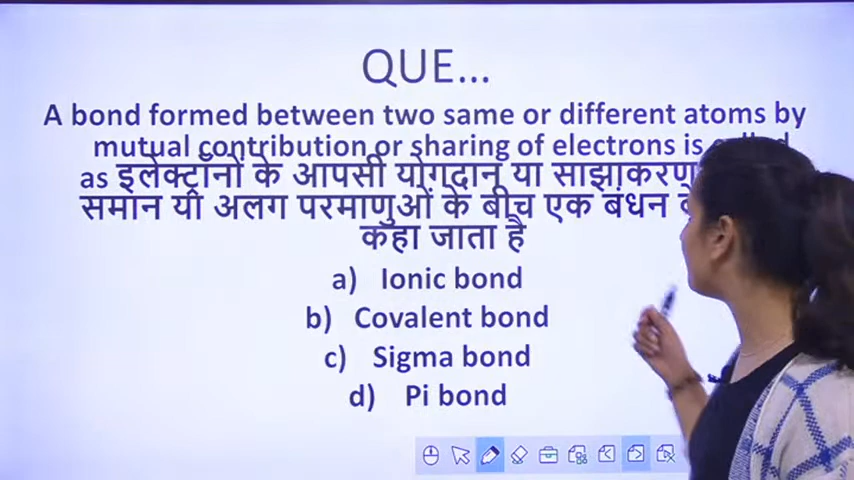 QUE...
A bond formed between two same or different atoms by
mutual contribution or sharing of electrons is called
as इलेक्ट्रॉनों के आपसी योगदान या साझाकरण
समान या अलग परमाणुओं के बीच एक बंधन
कहा जाता है
a) Ionic bond
b) Covalent bond
c) Sigma bond
d) Pi bond